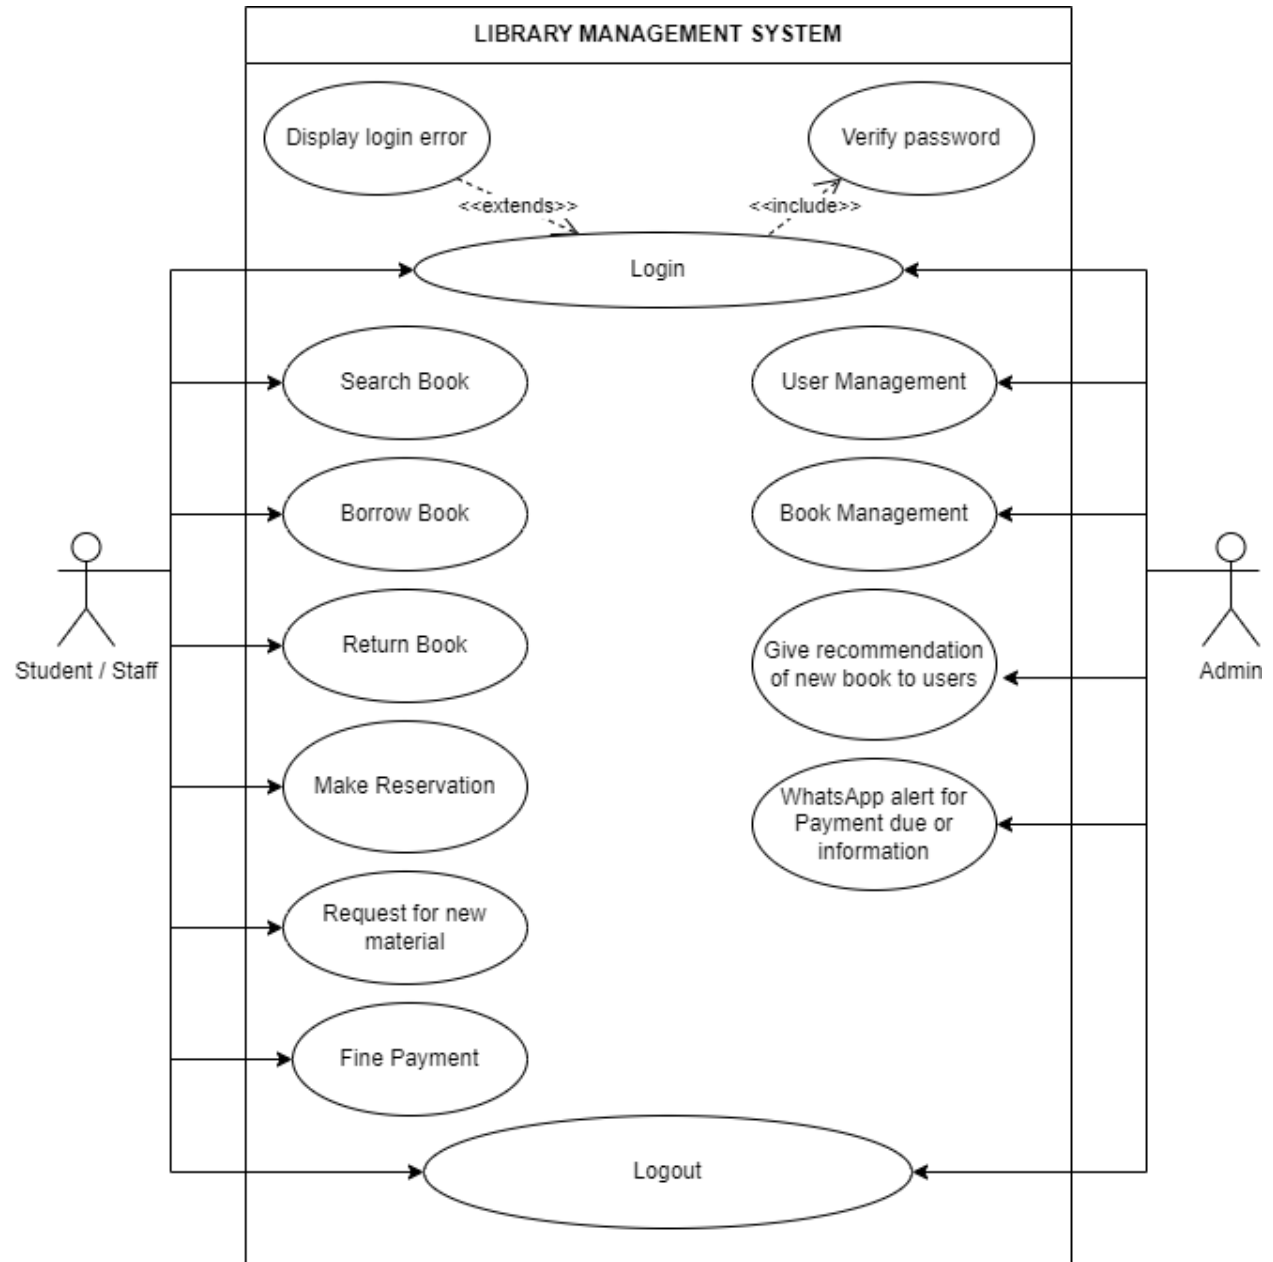 LIBRARY MANAGEMENT SYSTEM
Display login error
Verify password
<<extends>>
<<include>>
Login
Search Book
User Management
Borrow Book
Book Management
Return Book
Give recommendation
of new book to users
Student / Staff
Admin
Make Reservation
WhatsApp alert for
Payment due or
information
Request for new
material
Fine Payment
Logout